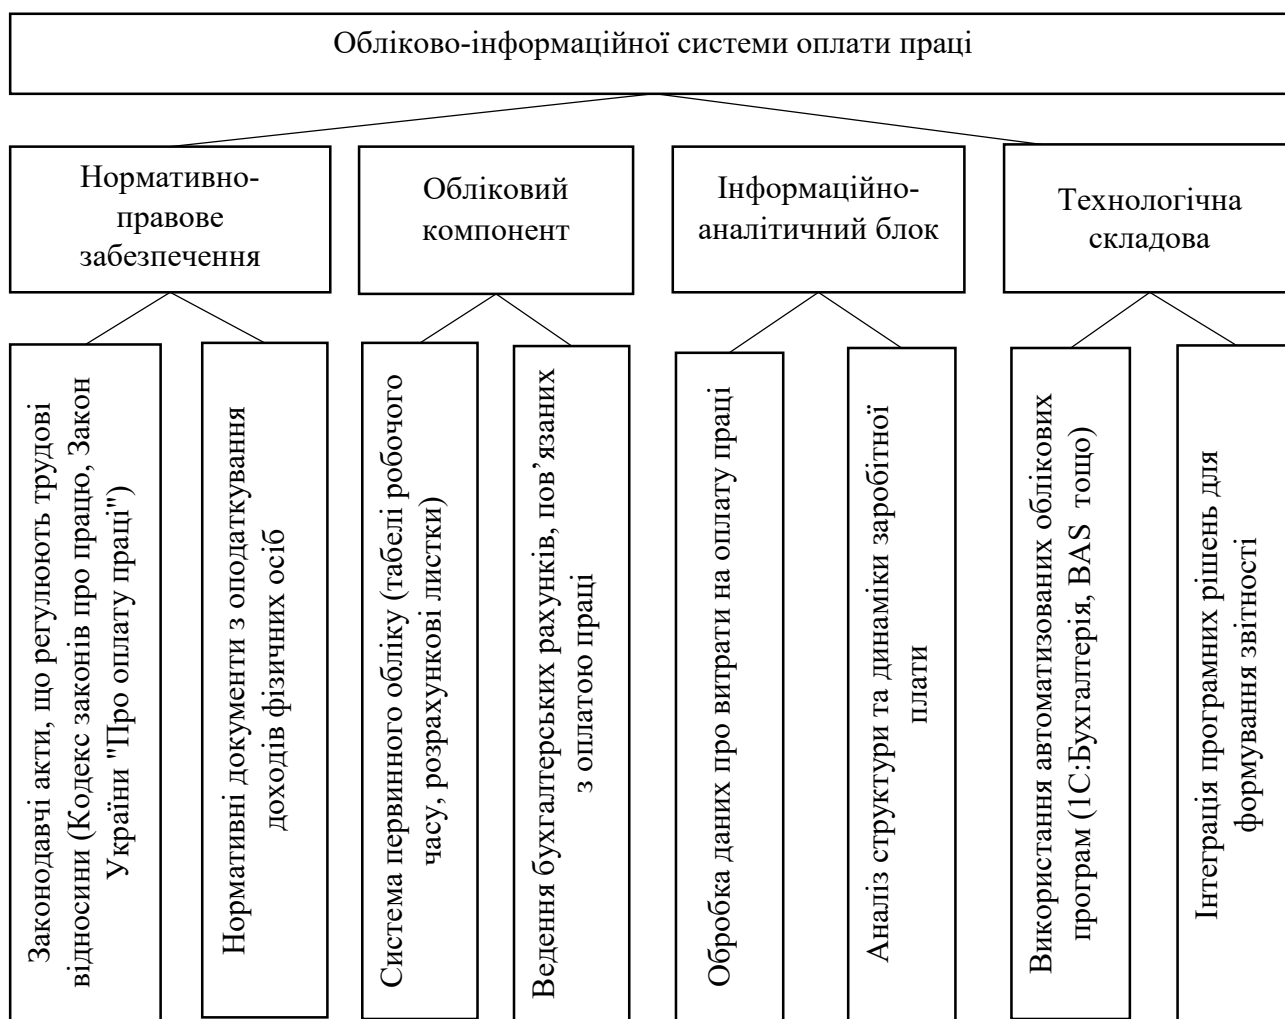 Обліково-інформаційної системи оплати праці
Нормативно-
правове
забезпечення
Обліковий
компонент
Інформаційно-
аналітичний блок
Технологічна
складова
Законодавчі акти, що регулюють трудові
відносини (Кодекс законів про працю, Закон
України "Про оплату праці")
Нормативні документи з оподаткування
доходів фізичних осіб
Система первинного обліку (табелі робочого
часу, розрахункові листки)
Ведення бухгалтерських рахунків, пов’язаних
з оплатою праці
Обробка даних про витрати на оплату праці
Аналіз структури та динаміки заробітної
плати
Використання автоматизованих облікових
програм (1С:Бухгалтерія, BAS тощо)
Інтеграція програмних рішень для
формування звітності